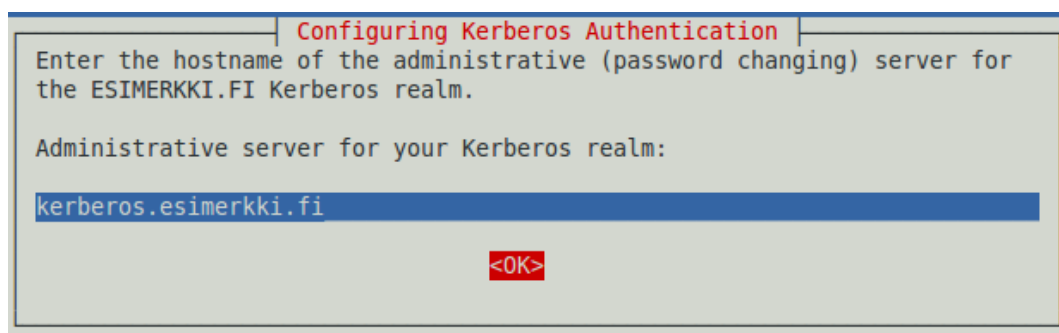 Configuring Kerberos Authentication
Enter the hostname of the administrative (password changing) server for
the ESIMERKKI.FI Kerberos realm.
Administrative server for your Kerberos realm:
kerberos.esimerkki.fi
<OK>